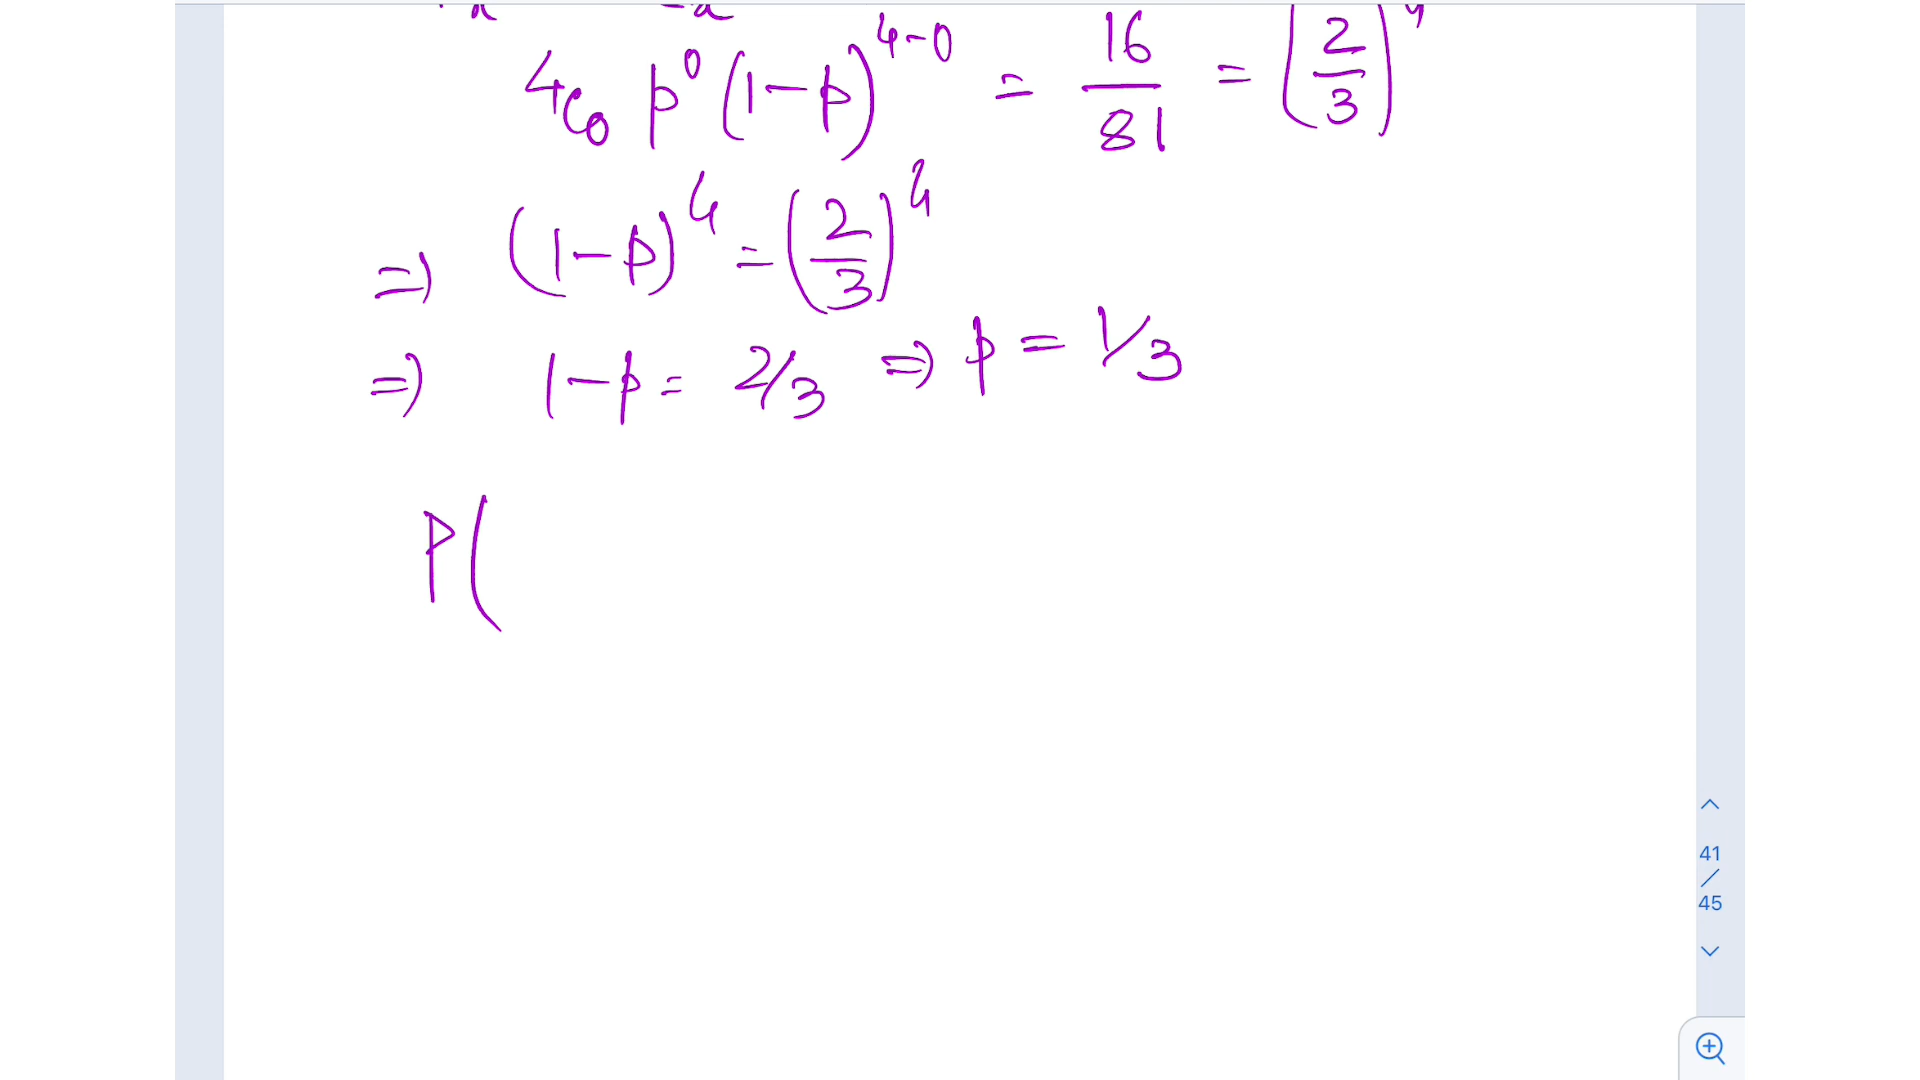 4C₀ p⁰ (1-p)⁴⁻⁰ = 16/81 = (2/3)⁴
=) (1-p)⁴ = (2/3)⁴
=) 1-p = 2/3 =) p = 1/3
P(
41
/
45